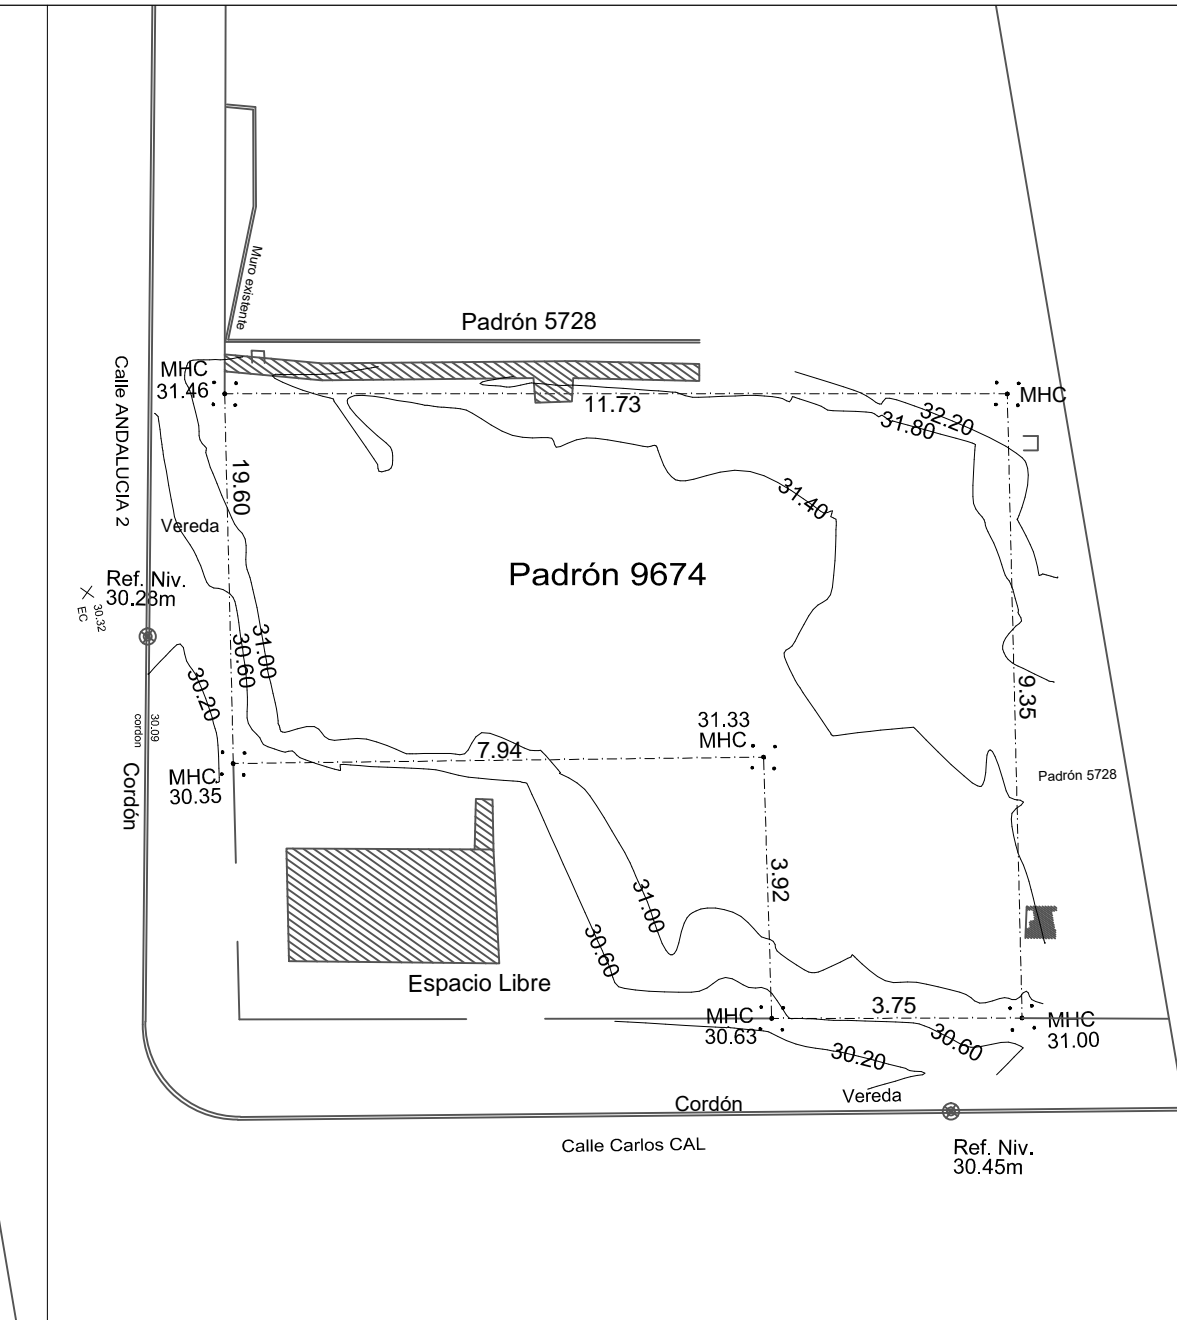 Muro existente
Padrón 5728
Calle ANDALUCIA 2
MHC
31.46
11.73
MHC
32.20
31.80
19.60
31.40
Vereda
Padrón 9674
Ref. Niv.
30.28m
30.32
EC
31.00
30.60
30.20
9.35
30.09
cordon
31.33
MHC
7.94
Cordón
MHC
30.35
Padrón 5728
3.92
31.00
30.60
Espacio Libre
3.75
MHC
30.63
MHC
31.00
30.60
30.20
Vereda
Cordón
Calle Carlos CAL
Ref. Niv.
30.45m